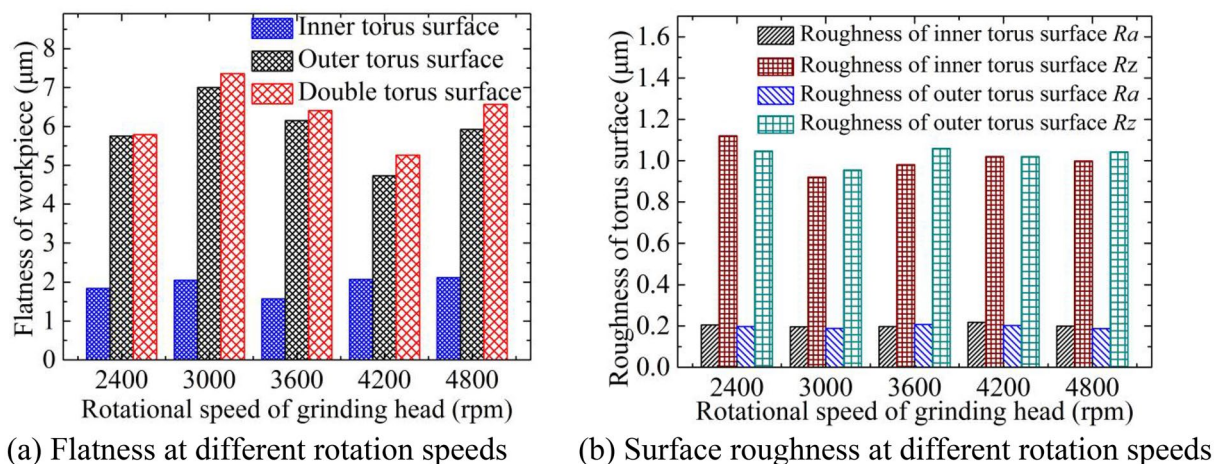 Flatness of workpiece (μm)
8
7
6
5
4
3
2
1
0
Inner torus surface
Outer torus surface
Double torus surface
2400 3000 3600 4200 4800
Rotational speed of grinding head (rpm)
(a) Flatness at different rotation speeds
Roughness of torus surface (μm)
1.6
1.4
1.2
1.0
0.8
0.6
0.4
0.2
0.0
Roughness of inner torus surface Ra
Roughness of inner torus surface Rz
Roughness of outer torus surface Ra
Roughness of outer torus surface Rz
2400 3000 3600 4200 4800
Rotational speed of grinding head (rpm)
(b) Surface roughness at different rotation speeds